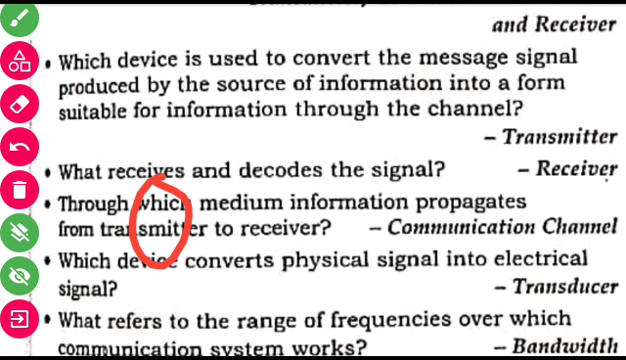 and Receiver
• Which device is used to convert the message signal
produced by the source of information into a form
suitable for information through the channel?
– Transmitter
• What receives and decodes the signal? – Receiver
• Through which medium information propagates
from transmitter to receiver? – Communication Channel
• Which device converts physical signal into electrical
signal?
– Transducer
• What refers to the range of frequencies over which
communication system works? – Bandwidth